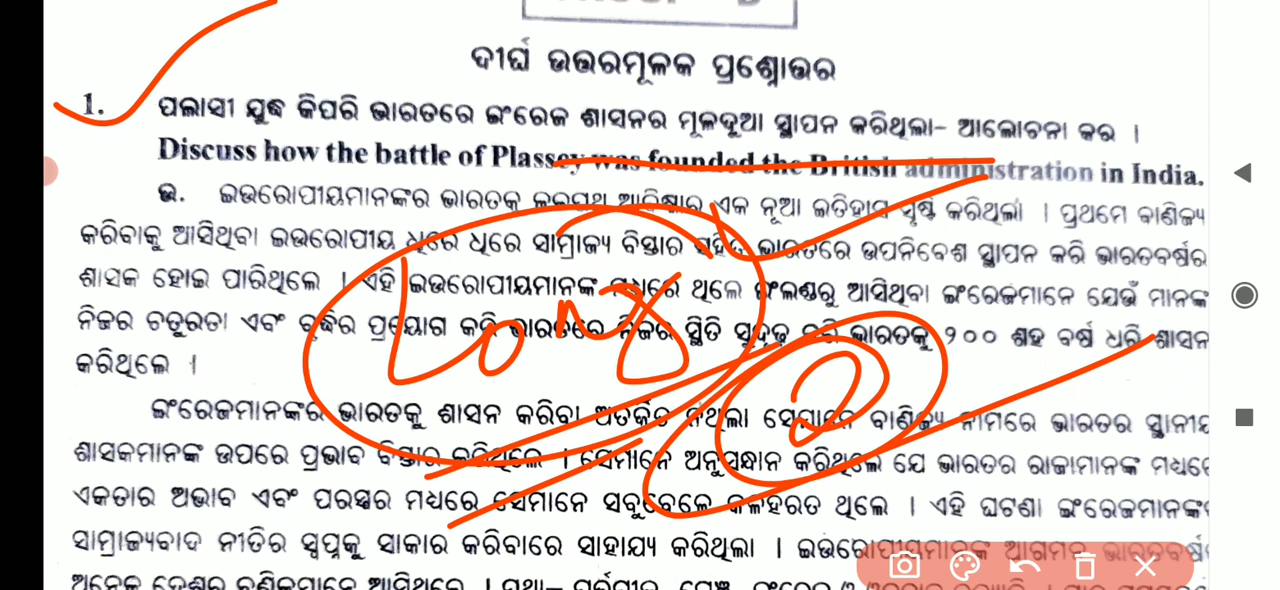 ଦୀର୍ଘ ଉତ୍ତରମୂଳକ ପ୍ରଶ୍ନୋତ୍ତର
1. ପଲାସୀ ଯୁଦ୍ଧ କିପରି ଭାରତରେ ଇଂରେଜ ଶାସନର ମୂଳଦୁଆ ସ୍ଥାପନ କରିଥିଲା– ଆଲୋଚନା କର ।
Discuss how the battle of Plassey was founded the British administration in India.
ଉ. ଇଉରୋପୀୟମାନଙ୍କର ଭାରତକୁ ଜଳପଥ ଆବିଷ୍କାର ଏକ ନୂଆ ଇତିହାସ ସୃଷ୍ଟି କରିଥିଲା । ପ୍ରଥମେ ବାଣିଜ୍ୟ
କରିବାକୁ ଆସିଥିବା ଇଉରୋପୀୟ ଧିରେ ଧିରେ ସାମ୍ରାଜ୍ୟ ବିସ୍ତାର ସହିତ ଭାରତରେ ଉପନିବେଶ ସ୍ଥାପନ କରି ଭାରତବର୍ଷର
ଶାସକ ହୋଇ ପାରିଥିଲେ । ଏହି ଇଉରୋପୀୟମାନଙ୍କ ମଧ୍ୟରେ ଥିଲେ ଇଂଲଣ୍ଡରୁ ଆସିଥିବା ଇଂରେଜମାନେ ଯେଉଁ ମାନଙ୍କ
ନିଜର ଚତୁରତା ଏବଂ ବୁଦ୍ଧିର ପ୍ରୟୋଗ କରି ଭାରତରେ ନିଜର ସ୍ଥିତି ସୁଦୃଢ଼ କରି ଭାରତକୁ ୨୦୦ ଶହ ବର୍ଷ ଧରି ଶାସନ
କରିଥିଲେ ।
Long
2
ଇଂରେଜମାନଙ୍କର ଭାରତକୁ ଶାସନ କରିବା ଅତର୍କିତ ନଥିଲା ସେମାନେ ବାଣିଜ୍ୟ ନାମରେ ଭାରତର ସ୍ଥାନୀୟ
ଶାସକମାନଙ୍କ ଉପରେ ପ୍ରଭାବ ବିସ୍ତାର କରିଥିଲେ । ସେମାନେ ଅନୁସନ୍ଧାନ କରିଥିଲେ ଯେ ଭାରତର ରାଜାମାନଙ୍କ ମଧ୍ୟରେ
ଏକତାର ଅଭାବ ଏବଂ ପରସ୍ପର ମଧ୍ୟରେ ସେମାନେ ସବୁବେଳେ କଳହରତ ଥିଲେ । ଏହି ଘଟଣା ଇଂରେଜମାନଙ୍କର
ସାମ୍ରାଜ୍ୟବାଦ ନୀତିର ସ୍ୱପ୍ନକୁ ସାକାର କରିବାରେ ସାହାଯ୍ୟ କରିଥିଲା । ଇଉରୋପୀୟମାନଙ୍କ ଆଗମନ ଭାରତବର୍ଷ